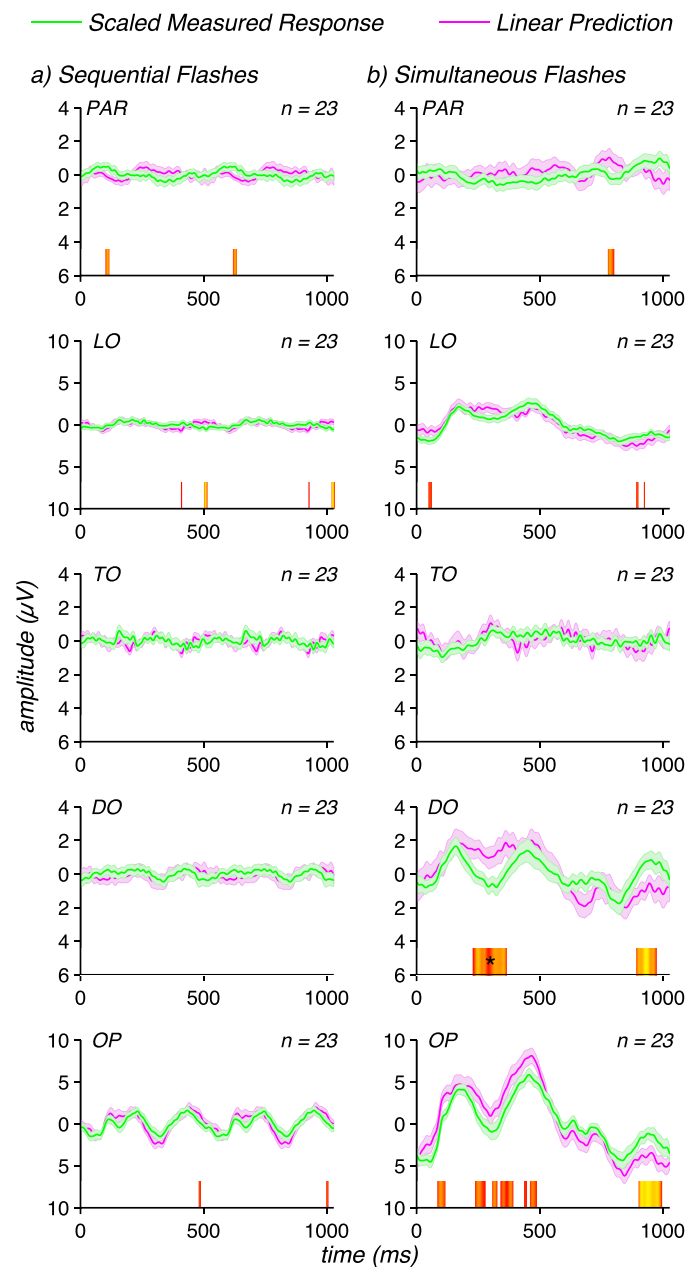 Scaled Measured Response Linear Prediction
a) Sequential Flashes b) Simultaneous Flashes
PAR n = 23 PAR n = 23
4 4
2 2
0 0
2 2
4 4
6 6
0 500 1000 0 500 1000
LO n = 23 LO n = 23
10 10
5 5
0 0
5 5
10 10
0 500 1000 0 500 1000
TO n = 23 TO n = 23
4 4
2 2
0 0
2 2
4 4
6 6
0 500 1000 0 500 1000
amplitude (μV)
DO n = 23 DO n = 23
4 4
2 2
0 0
2 2
4 4
*
6 6
0 500 1000 0 500 1000
OP n = 23 OP n = 23
10 10
5 5
0 0
5 5
10 10
0 500 1000 0 500 1000
time (ms)